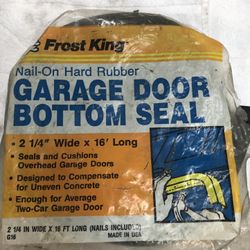 Frost King
Nail-On Hard Rubber
GARAGE DOOR
BOTTOM SEAL
• 2 1/4" Wide x 16' Long
• Seals and Cushions
Overhead Garage Doors
• Designed to Compensate
for Uneven Concrete
• Enough for Average
Two-Car Garage Door
2 1/4 IN WIDE X 16 FT LONG (NAILS INCLUDED)
G16
MADE IN USA